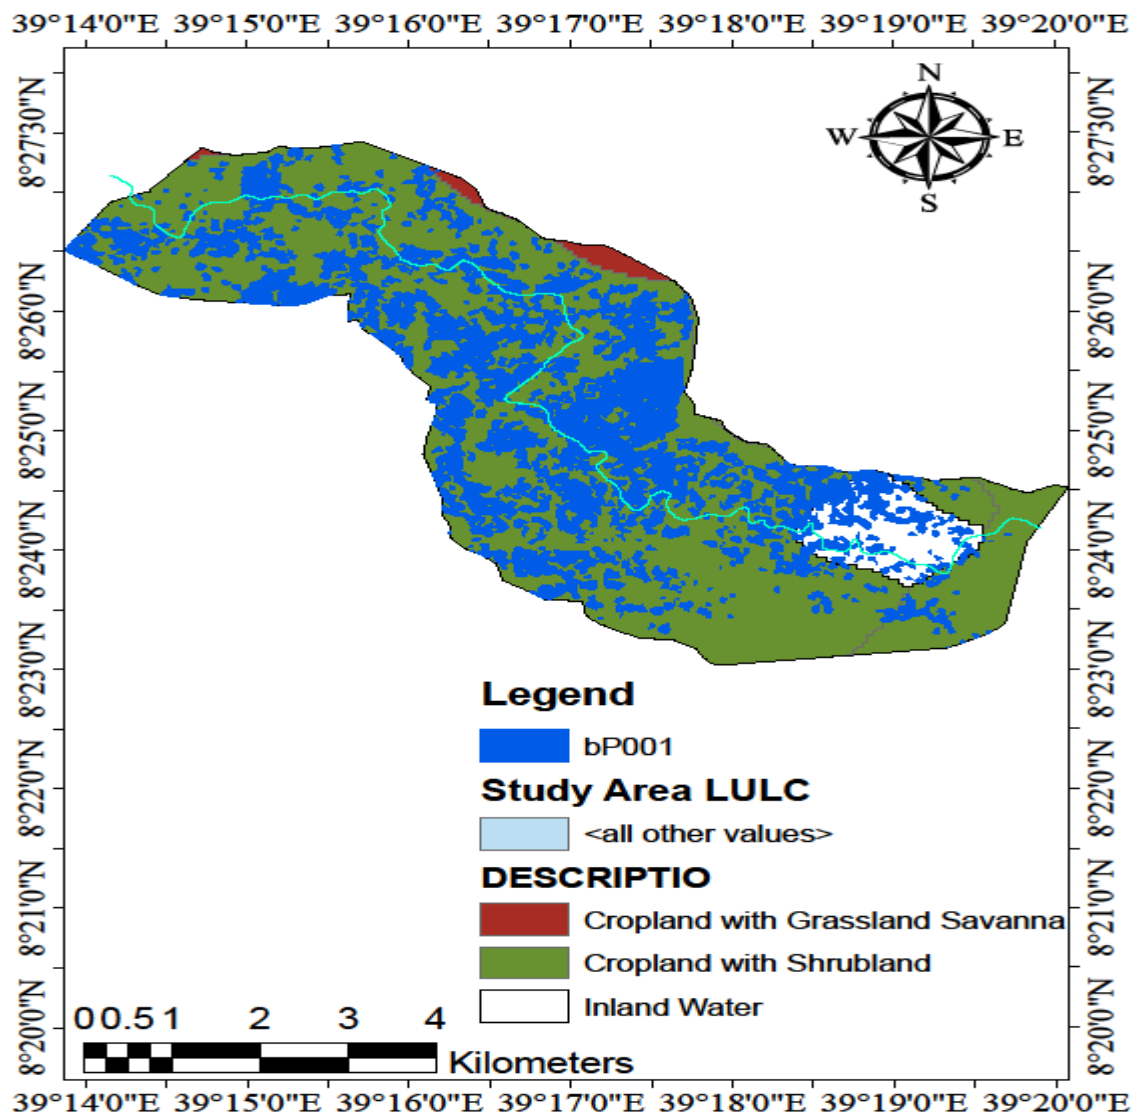 39°14'0"E 39°15'0"E 39°16'0"E 39°17'0"E 39°18'0"E 39°19'0"E 39°20'0"E
N
W E
S
8°27'30"N 8°27'30"N
8°26'0"N 8°26'0"N
8°25'0"N 8°25'0"N
8°24'0"N 8°24'0"N
8°23'0"N 8°23'0"N
8°22'0"N 8°22'0"N
8°21'0"N 8°21'0"N
8°20'0"N 8°20'0"N
Legend
bP001
Study Area LULC
<all other values>
DESCRIPTIO
Cropland with Grassland Savanna
Cropland with Shrubland
Inland Water
0 0.5 1 2 3 4
Kilometers
39°14'0"E 39°15'0"E 39°16'0"E 39°17'0"E 39°18'0"E 39°19'0"E 39°20'0"E